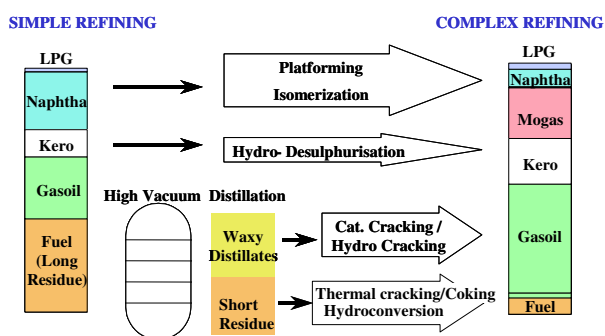 SIMPLE REFINING
COMPLEX REFINING
LPG
Naphtha
Kero
Gasoil
Fuel
(Long
Residue)
Platforming
Isomerization
Hydro- Desulphurisation
High Vacuum Distillation
Waxy
Distillates
Short
Residue
Cat. Cracking /
Hydro Cracking
Thermal cracking/Coking
Hydroconversion
LPG
Naphtha
Mogas
Kero
Gasoil
Fuel